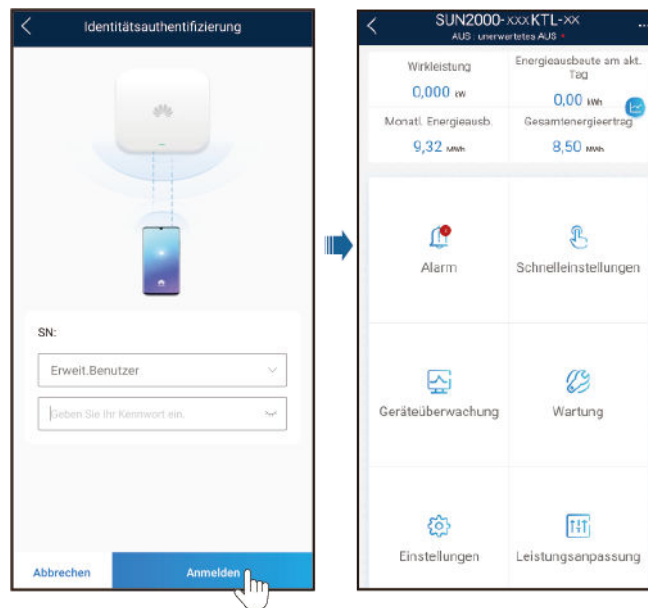 Identitätsauthentifizierung
SN:
Erweit.Benutzer
Geben Sie Ihr Kennwort ein.
Abbrechen
Anmelden
SUN2000-xxxKTL-xx
AUS : unerwartetes AUS
Wirkleistung
0,000 kW
Energieausbeute am akt.
Tag
0,00 kWh
Monatl. Energieausb.
9,32 MWh
Gesamtenergieertrag
8,50 MWh
Alarm
Schnelleinstellungen
Geräteüberwachung
Wartung
Einstellungen
Leistungsanpassung